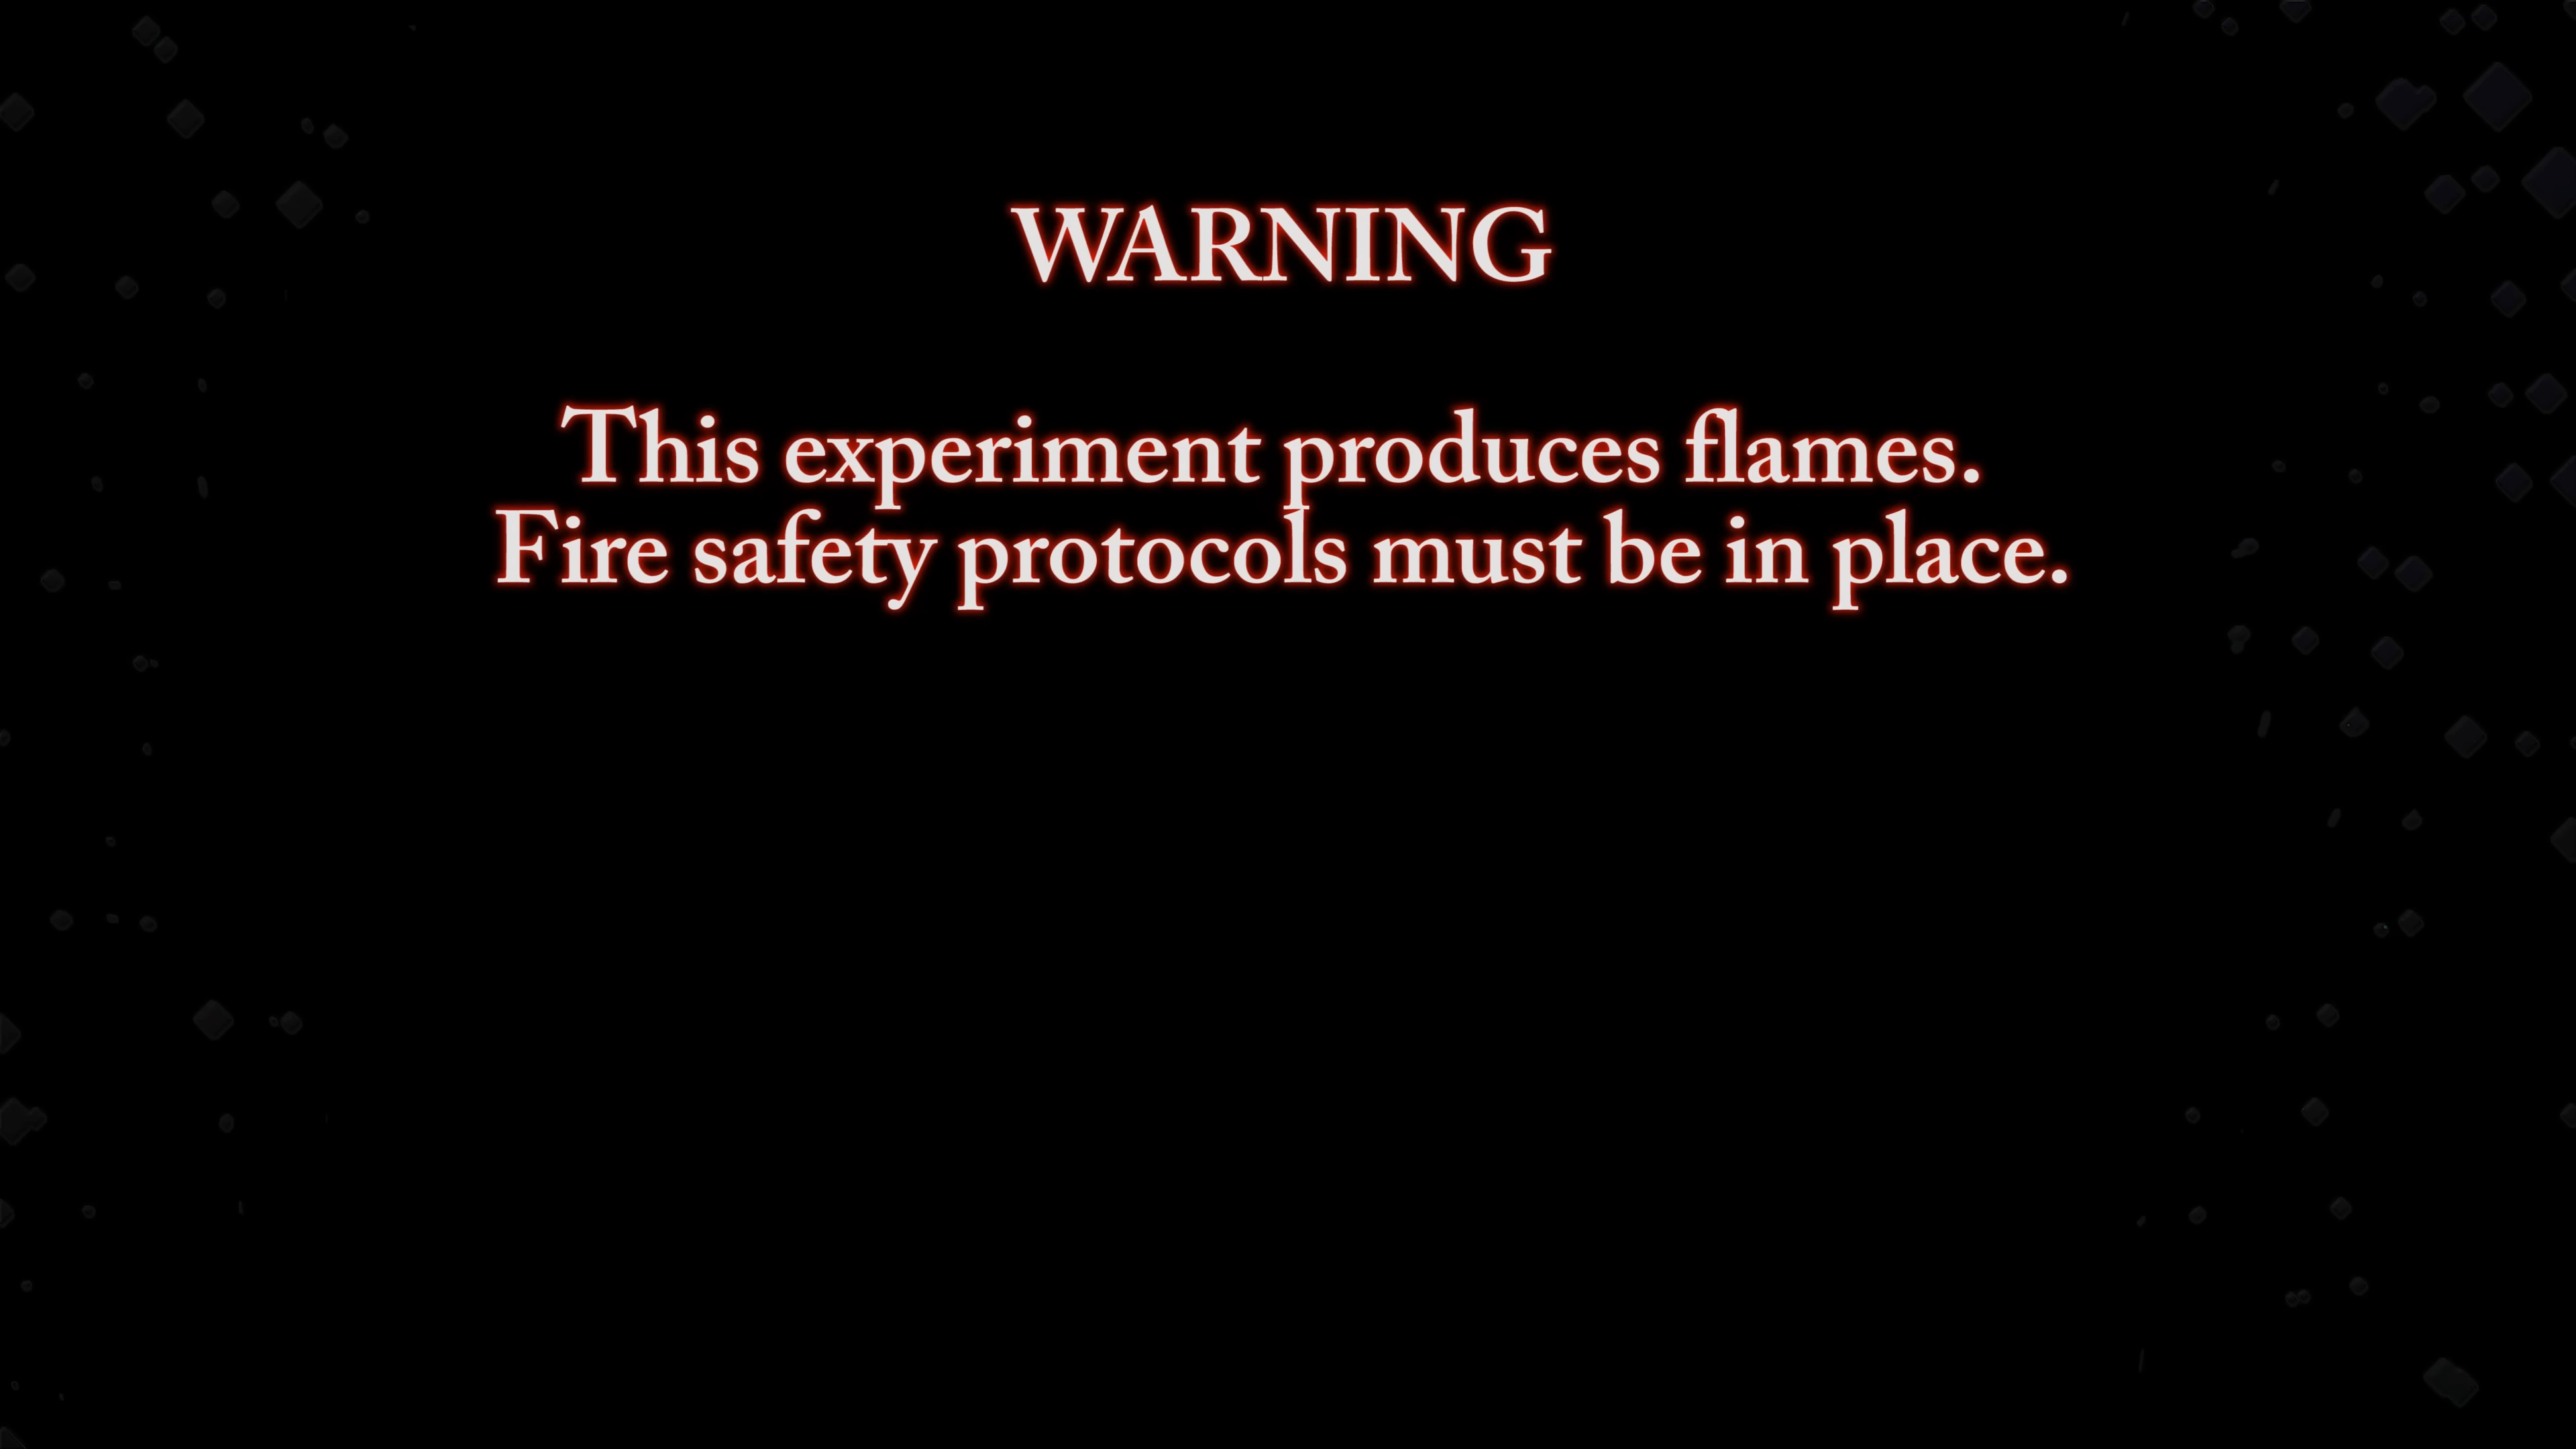 WARNING
This experiment produces flames.
Fire safety protocols must be in place.